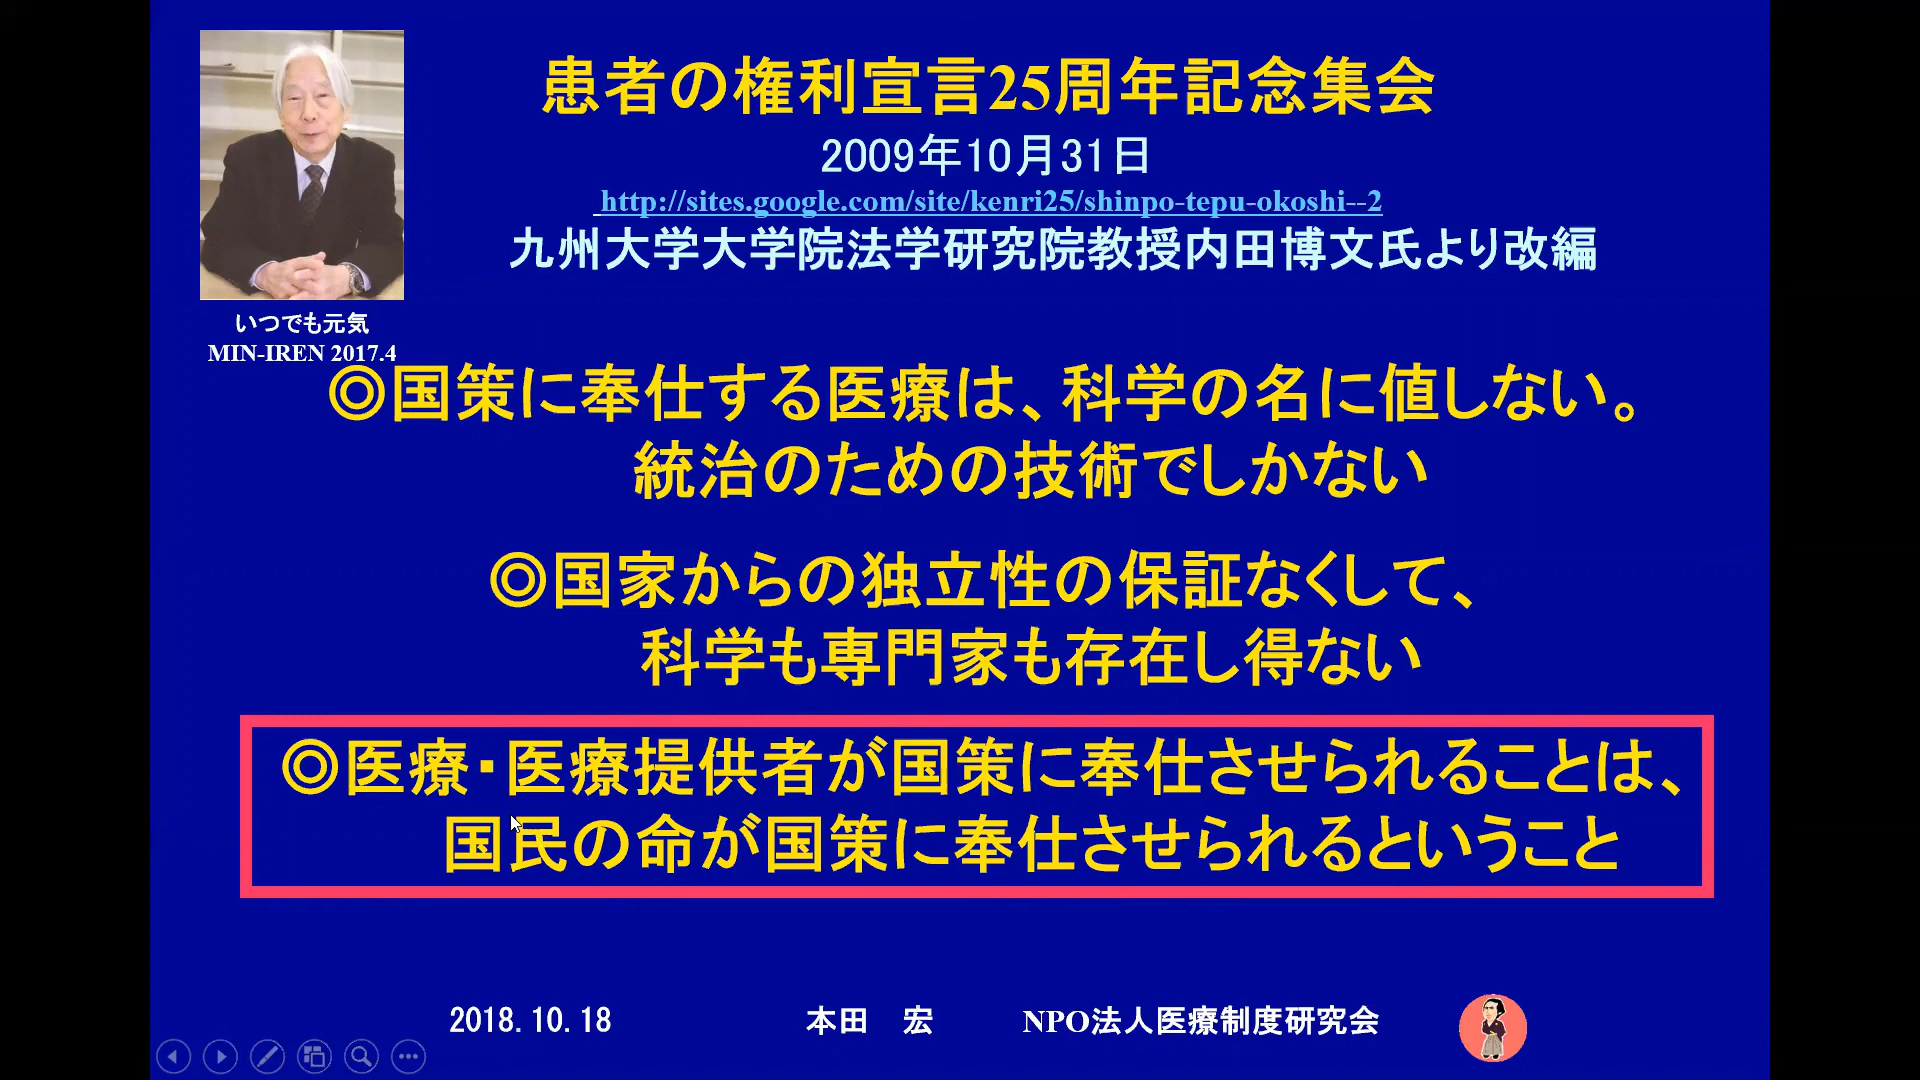 患者の権利宣言25周年記念集会
2009年10月31日
http://sites.google.com/site/kenri25/shinpo-tepu-okoshi--2
九州大学大学院法学研究院教授内田博文氏より改編
いつでも元気
MIN-IREN 2017.4
◎国策に奉仕する医療は、科学の名に値しない。
統治のための技術でしかない
◎国家からの独立性の保証なくして、
科学も専門家も存在し得ない
◎医療・医療提供者が国策に奉仕させられることは、
国民の命が国策に奉仕させられるということ
2018.10.18 本田 宏 NPO法人医療制度研究会